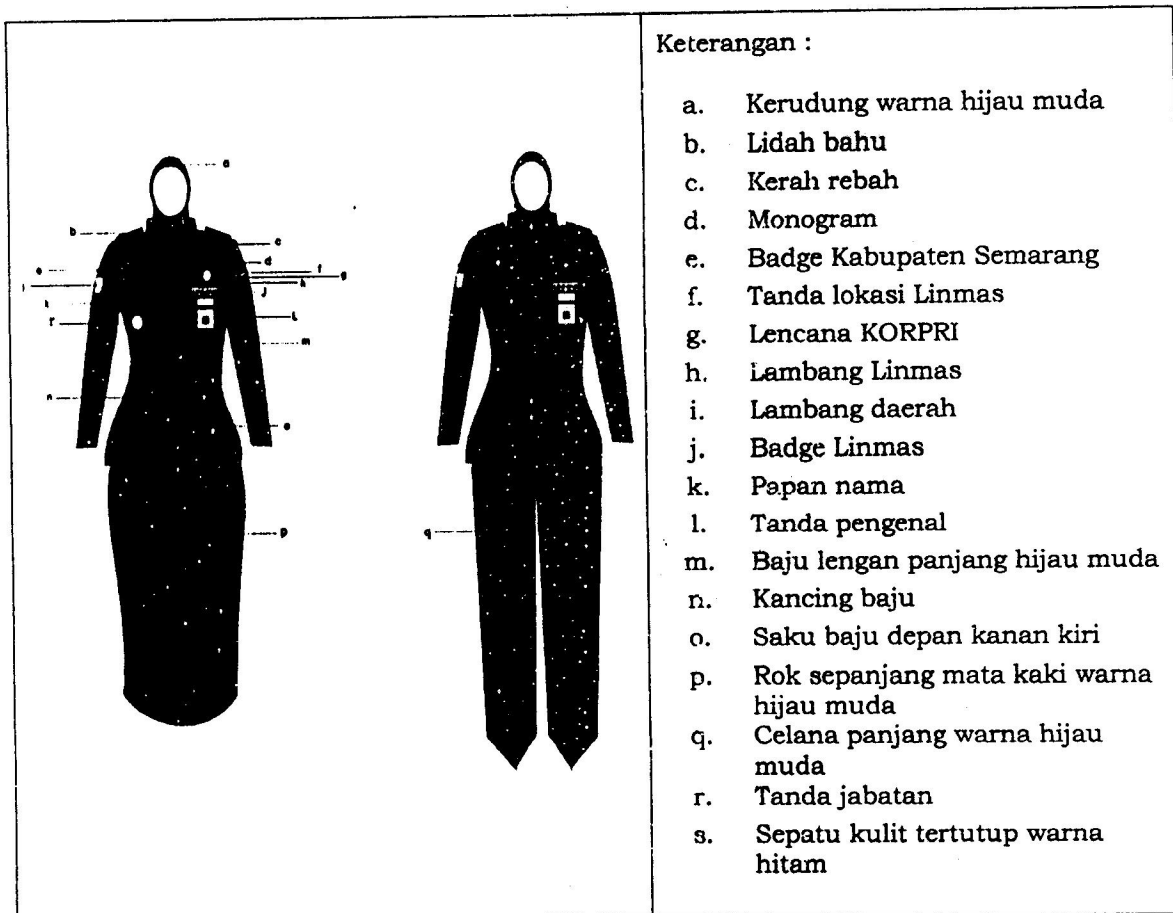 Keterangan :
a. Kerudung warna hijau muda
b. Lidah bahu
c. Kerah rebah
d. Monogram
e. Badge Kabupaten Semarang
f. Tanda lokasi Linmas
g. Lencana KORPRI
h. Lambang Linmas
i. Lambang daerah
j. Badge Linmas
k. Papan nama
l. Tanda pengenal
m. Baju lengan panjang hijau muda
n. Kancing baju
o. Saku baju depan kanan kiri
p. Rok sepanjang mata kaki warna
hijau muda
q. Celana panjang warna hijau
muda
r. Tanda jabatan
s. Sepatu kulit tertutup warna
hitam
a
b
c
d
e
f
g
h
i
j
k
r
L
m
n
o
p
q